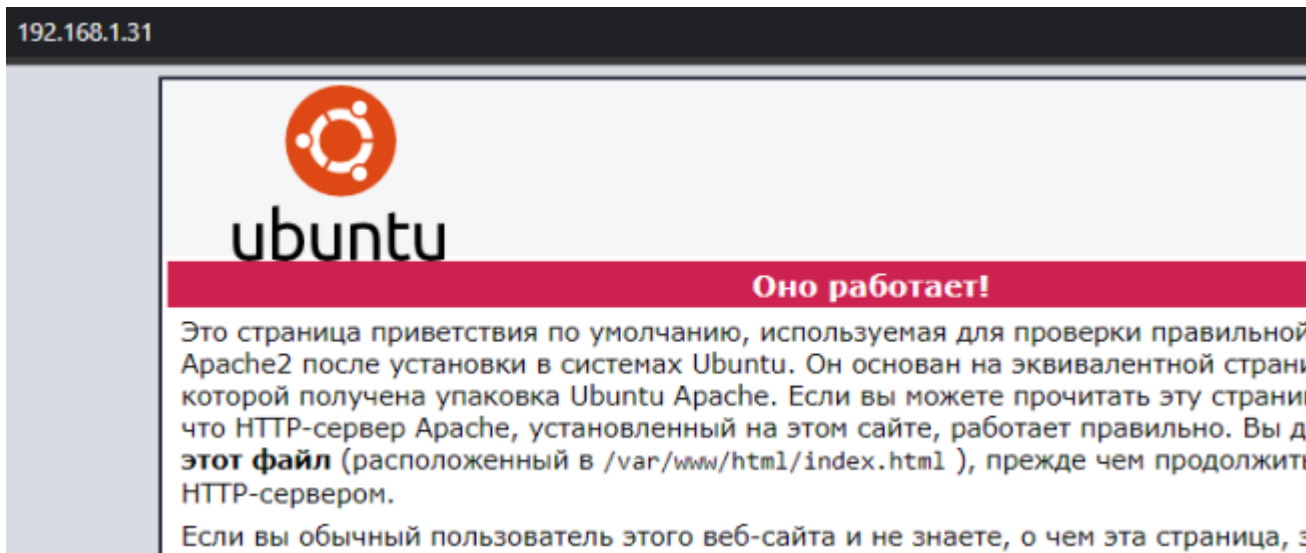 192.168.1.31
ubuntu
Оно работает!
Это страница приветствия по умолчанию, используемая для проверки правильной
Apache2 после установки в системах Ubuntu. Он основан на эквивалентной
которой получена упаковка Ubuntu Apache. Если вы можете прочитать эту
что HTTP-сервер Apache, установленный на этом сайте, работает правильно. Вы
этот файл (расположенный в /var/www/html/index.html ), прежде чем
HTTP-сервером.
Если вы обычный пользователь этого веб-сайта и не знаете, о чем эта страница,